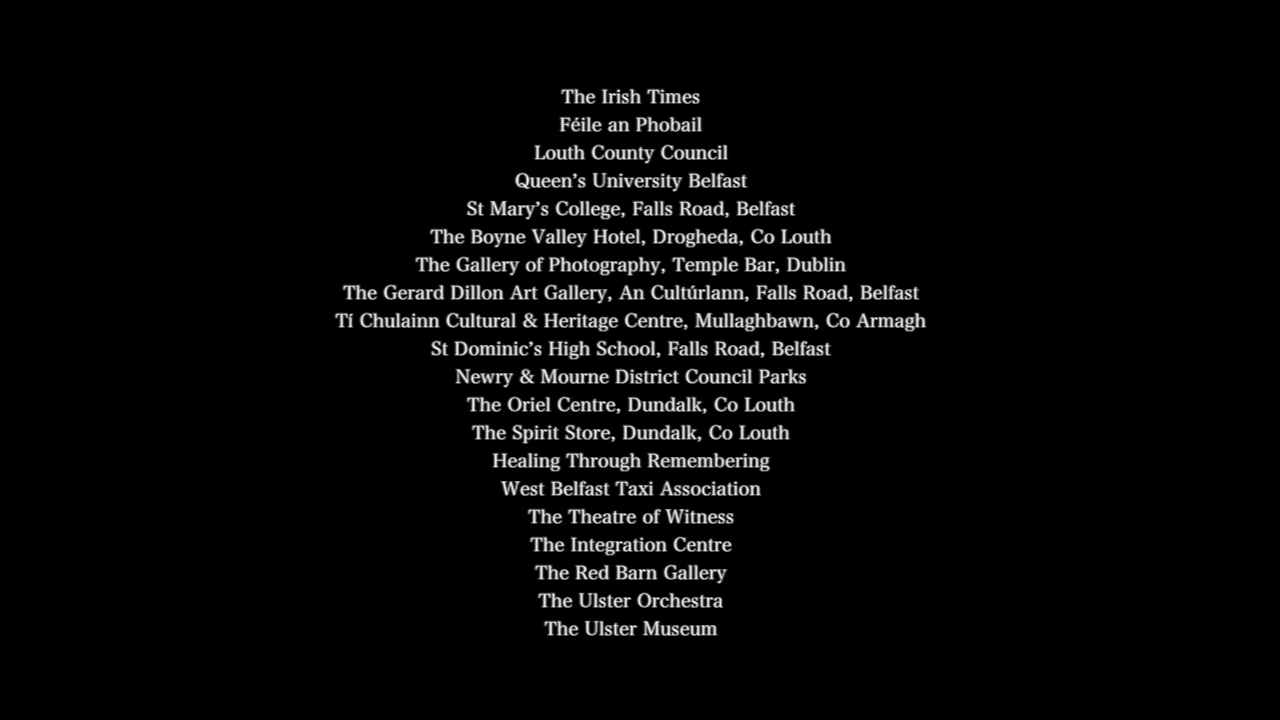 The Irish Times
Féile an Phobail
Louth County Council
Queen’s University Belfast
St Mary’s College, Falls Road, Belfast
The Boyne Valley Hotel, Drogheda, Co Louth
The Gallery of Photography, Temple Bar, Dublin
The Gerard Dillon Art Gallery, An Cultúrlann, Falls Road, Belfast
Tí Chulainn Cultural & Heritage Centre, Mullaghbawn, Co Armagh
St Dominic’s High School, Falls Road, Belfast
Newry & Mourne District Council Parks
The Oriel Centre, Dundalk, Co Louth
The Spirit Store, Dundalk, Co Louth
Healing Through Remembering
West Belfast Taxi Association
The Theatre of Witness
The Integration Centre
The Red Barn Gallery
The Ulster Orchestra
The Ulster Museum